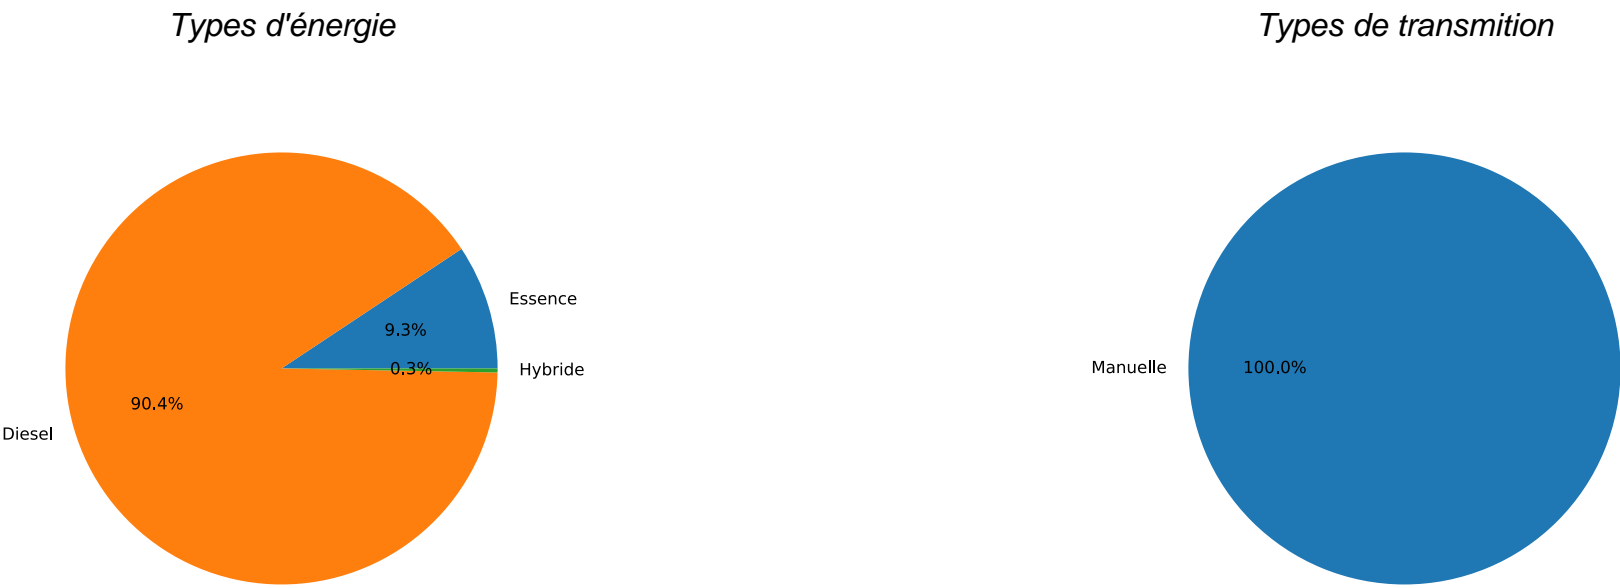 Types d'énergie
Types de transmition
Essence
9.3%
0.3%
Hybride
90.4%
Diesel
Manuelle
100.0%